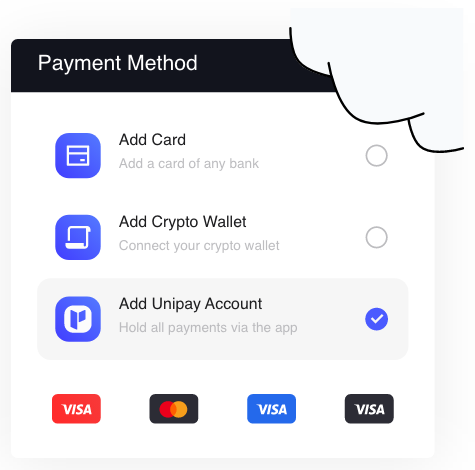 Payment Method
Add Card
Add a card of any bank
Add Crypto Wallet
Connect your crypto wallet
Add Unipay Account
Hold all payments via the app
VISA
VISA
VISA